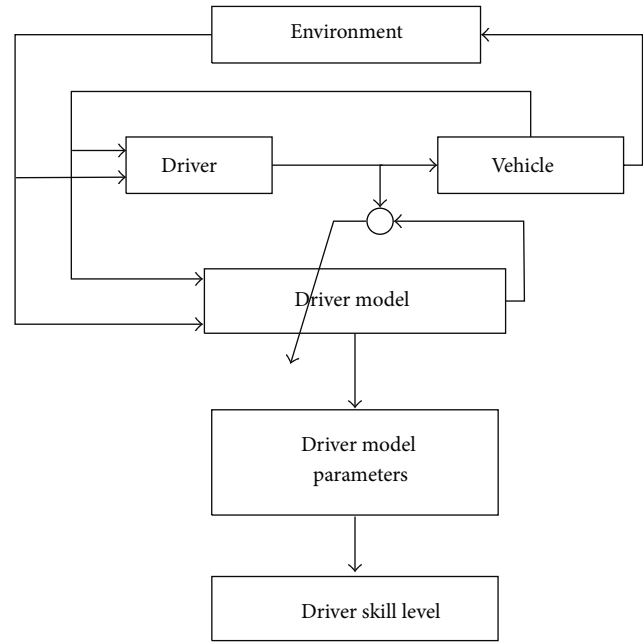 Environment
Driver
Vehicle
Driver model
Driver model
parameters
Driver skill level